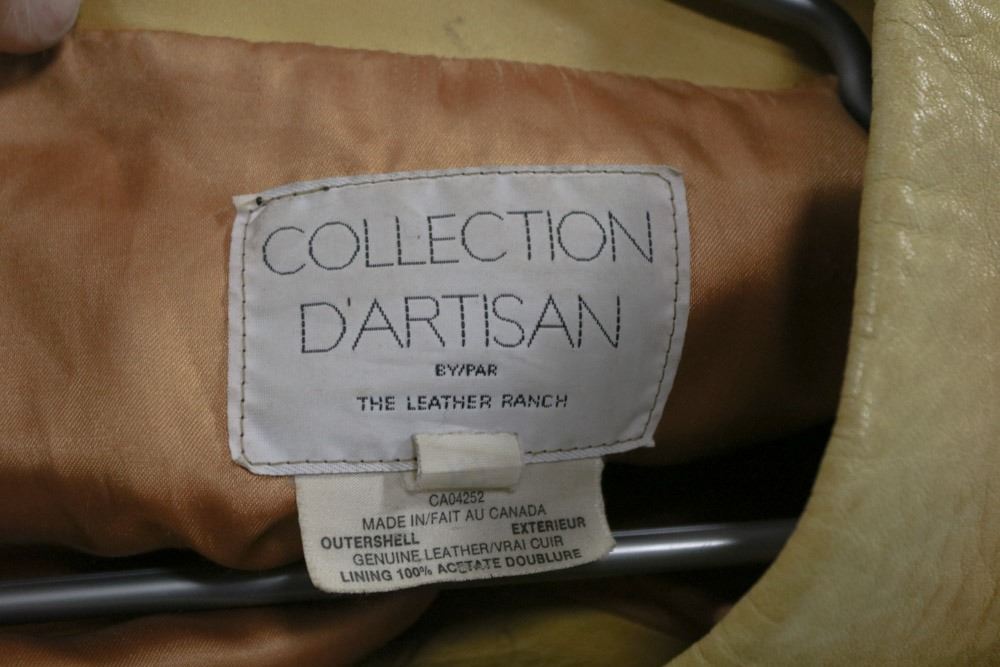 COLLECTION
D'ARTISAN
BY/PAR
THE LEATHER RANCH
CA04252
MADE IN/FAIT AU CANADA
OUTERSHELL EXTERIEUR
GENUINE LEATHER/VRAI CUIR
LINING 100% ACETATE DOUBLURE